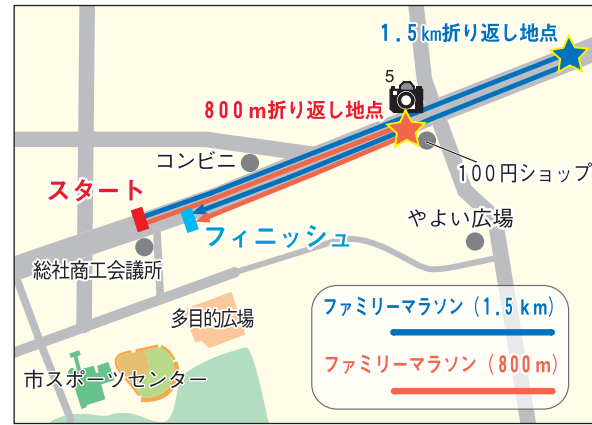 1.5km折り返し地点
5
800m折り返し地点
コンビニ
100円ショップ
スタート
やよい広場
フィニッシュ
総社商工会議所
多目的広場
ファミリーマラソン(1.5km)
ファミリーマラソン(800m)
市スポーツセンター